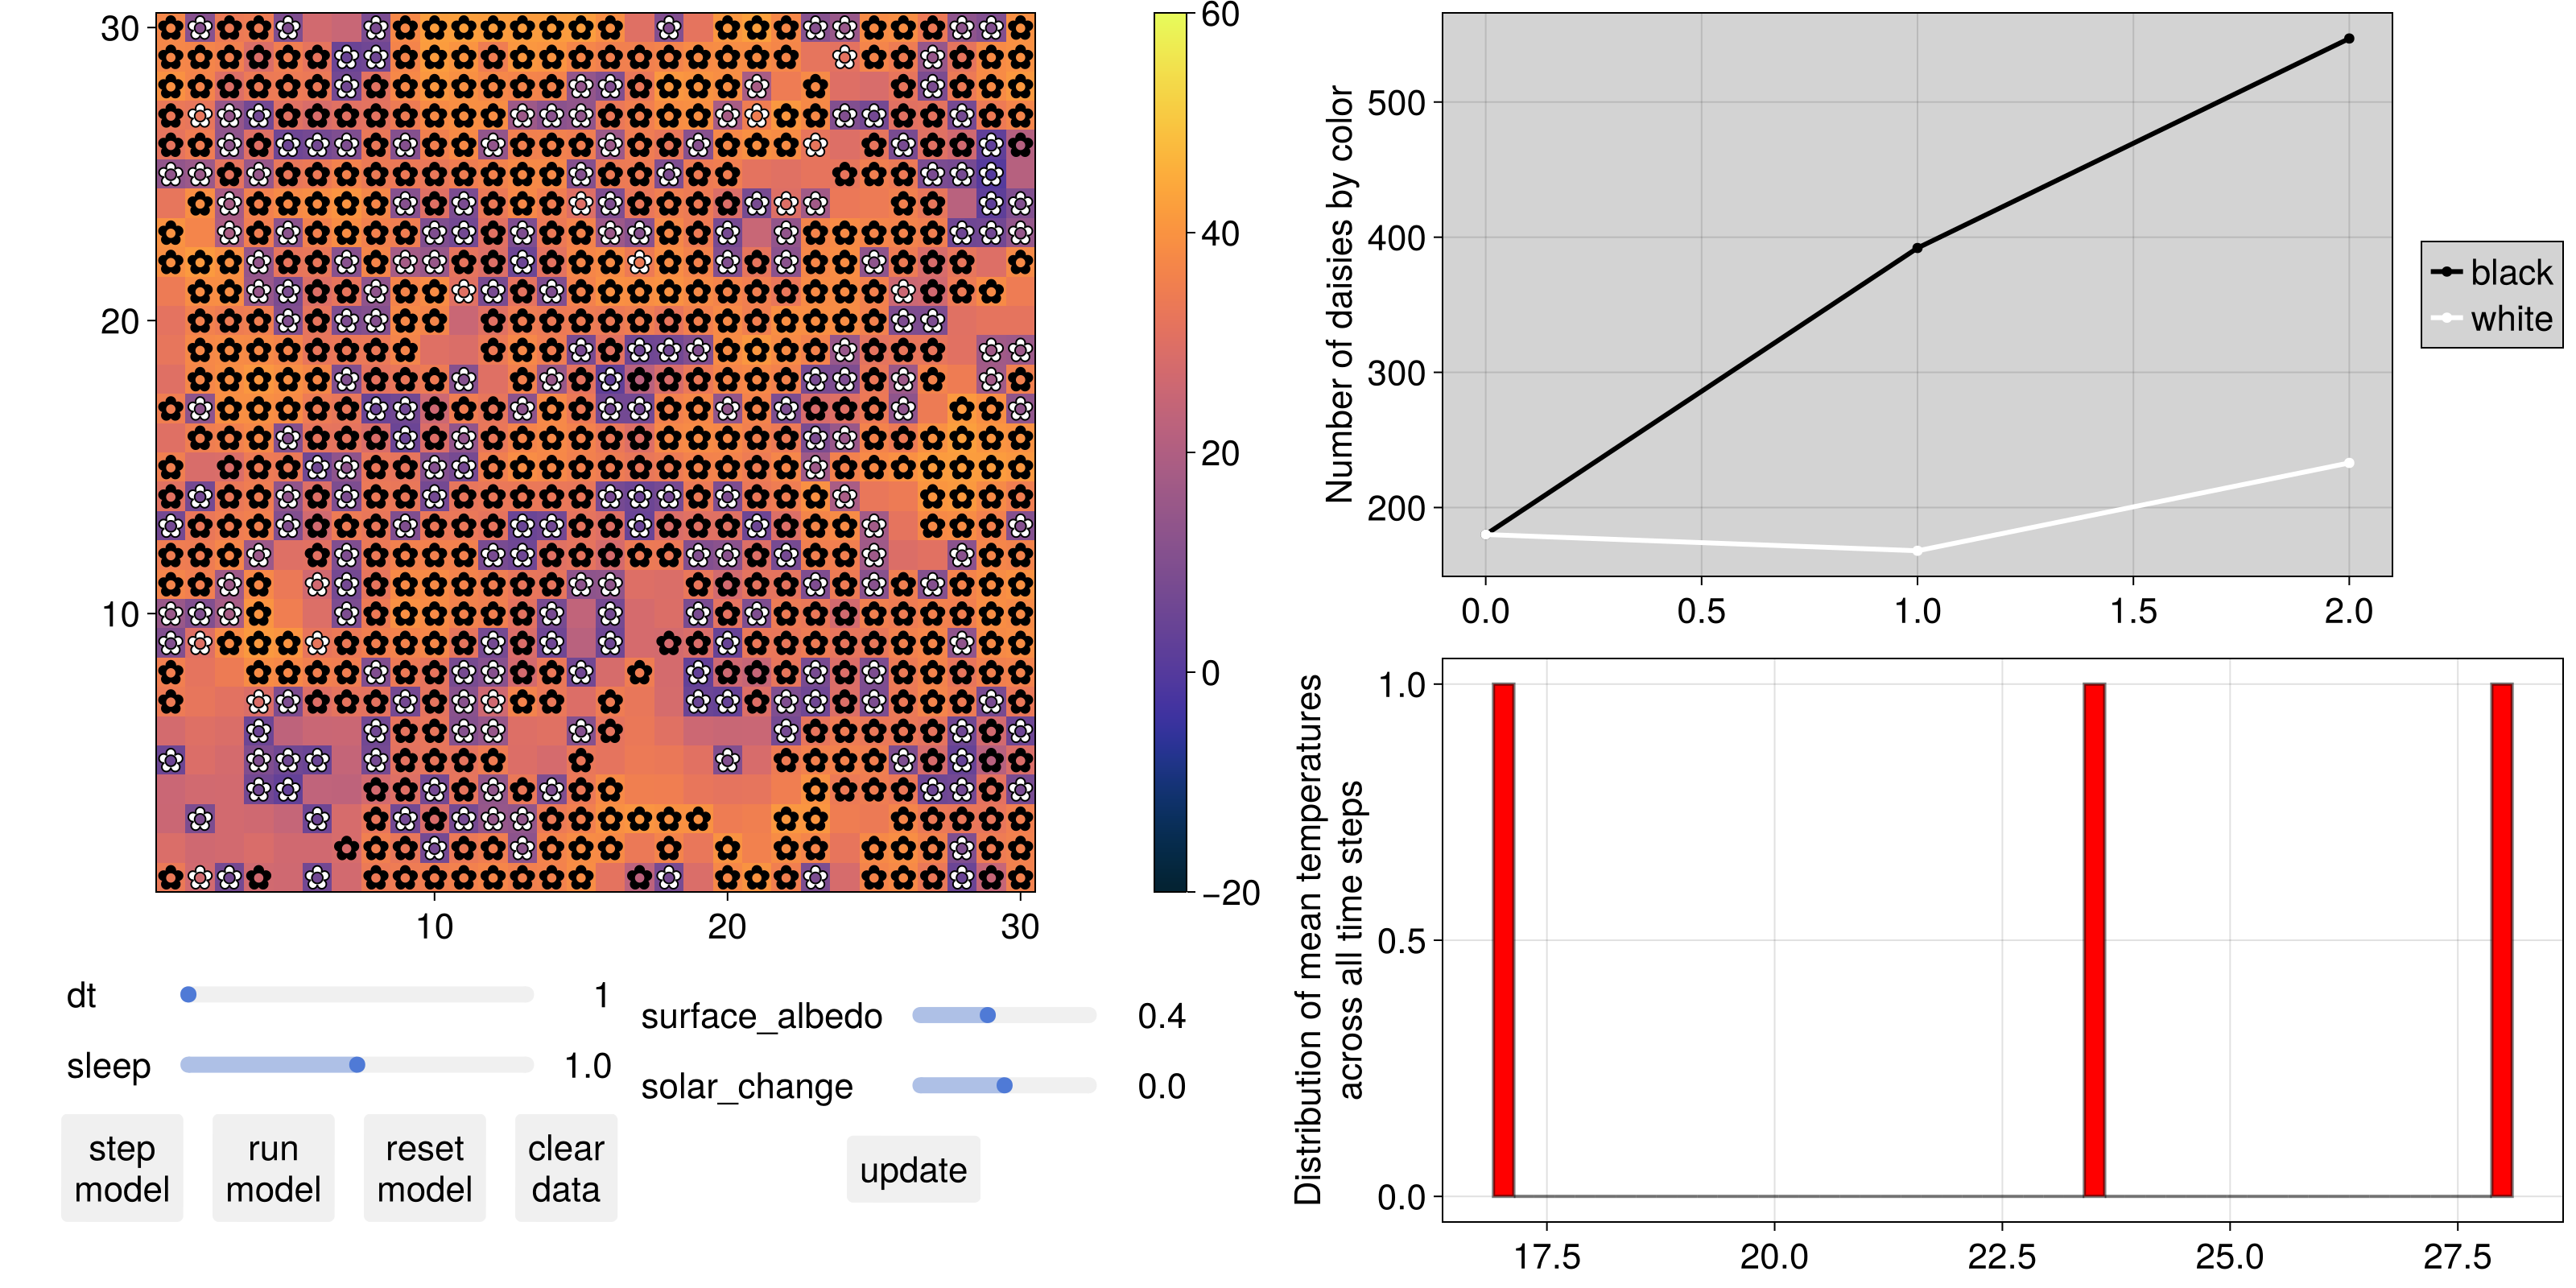 30
20
10
10
20
30
60
40
20
0
−20
Number of daisies by color
500
400
300
200
0.0
0.5
1.0
1.5
2.0
black
white
Distribution of mean temperatures
across all time steps
1.0
0.5
0.0
17.5
20.0
22.5
25.0
27.5
dt
1
sleep
1.0
surface_albedo
0.4
solar_change
0.0
step
model
run
model
reset
model
clear
data
update